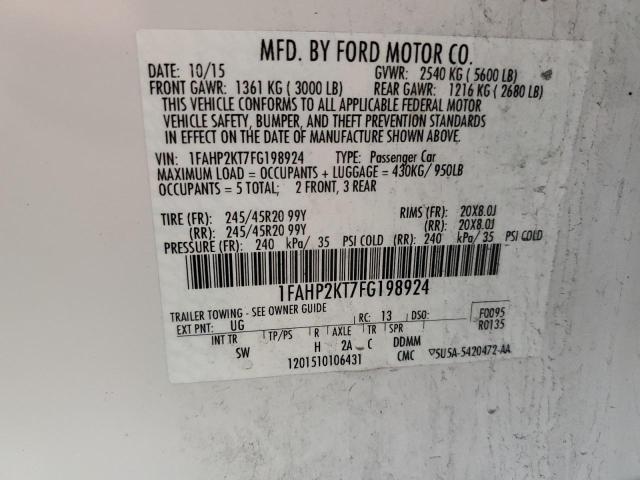 MFD. BY FORD MOTOR CO.
DATE: 10/15 GVWR: 2540 KG ( 5600 LB)
FRONT GAWR: 1361 KG ( 3000 LB) REAR GAWR: 1216 KG ( 2680 LB)
THIS VEHICLE CONFORMS TO ALL APPLICABLE FEDERAL MOTOR
VEHICLE SAFETY, BUMPER, AND THEFT PREVENTION STANDARDS
IN EFFECT ON THE DATE OF MANUFACTURE SHOWN ABOVE.
VIN: 1FAHP2KT7FG198924 TYPE: Passenger Car
MAXIMUM LOAD = OCCUPANTS + LUGGAGE = 430KG/ 950LB
OCCUPANTS = 5 TOTAL; 2 FRONT, 3 REAR
TIRE (FR): 245/45R20 99Y RIMS (FR): 20X8.0J
(RR): 245/45R20 99Y (RR): 20X8.0J
PRESSURE (FR): 240 kPa/ 35 PSI COLD (RR): 240 kPa/ 35 PSI COLD
1FAHP2KT7FG198924
TRAILER TOWING - SEE OWNER GUIDE
EXT PNT: UG RC: 13 DSO: F0095
R0135
INT TR TP/PS R AXLE TR SPR
SW H 2A C DDMM
1201510106431 CMC 5U5A-5420472-AA